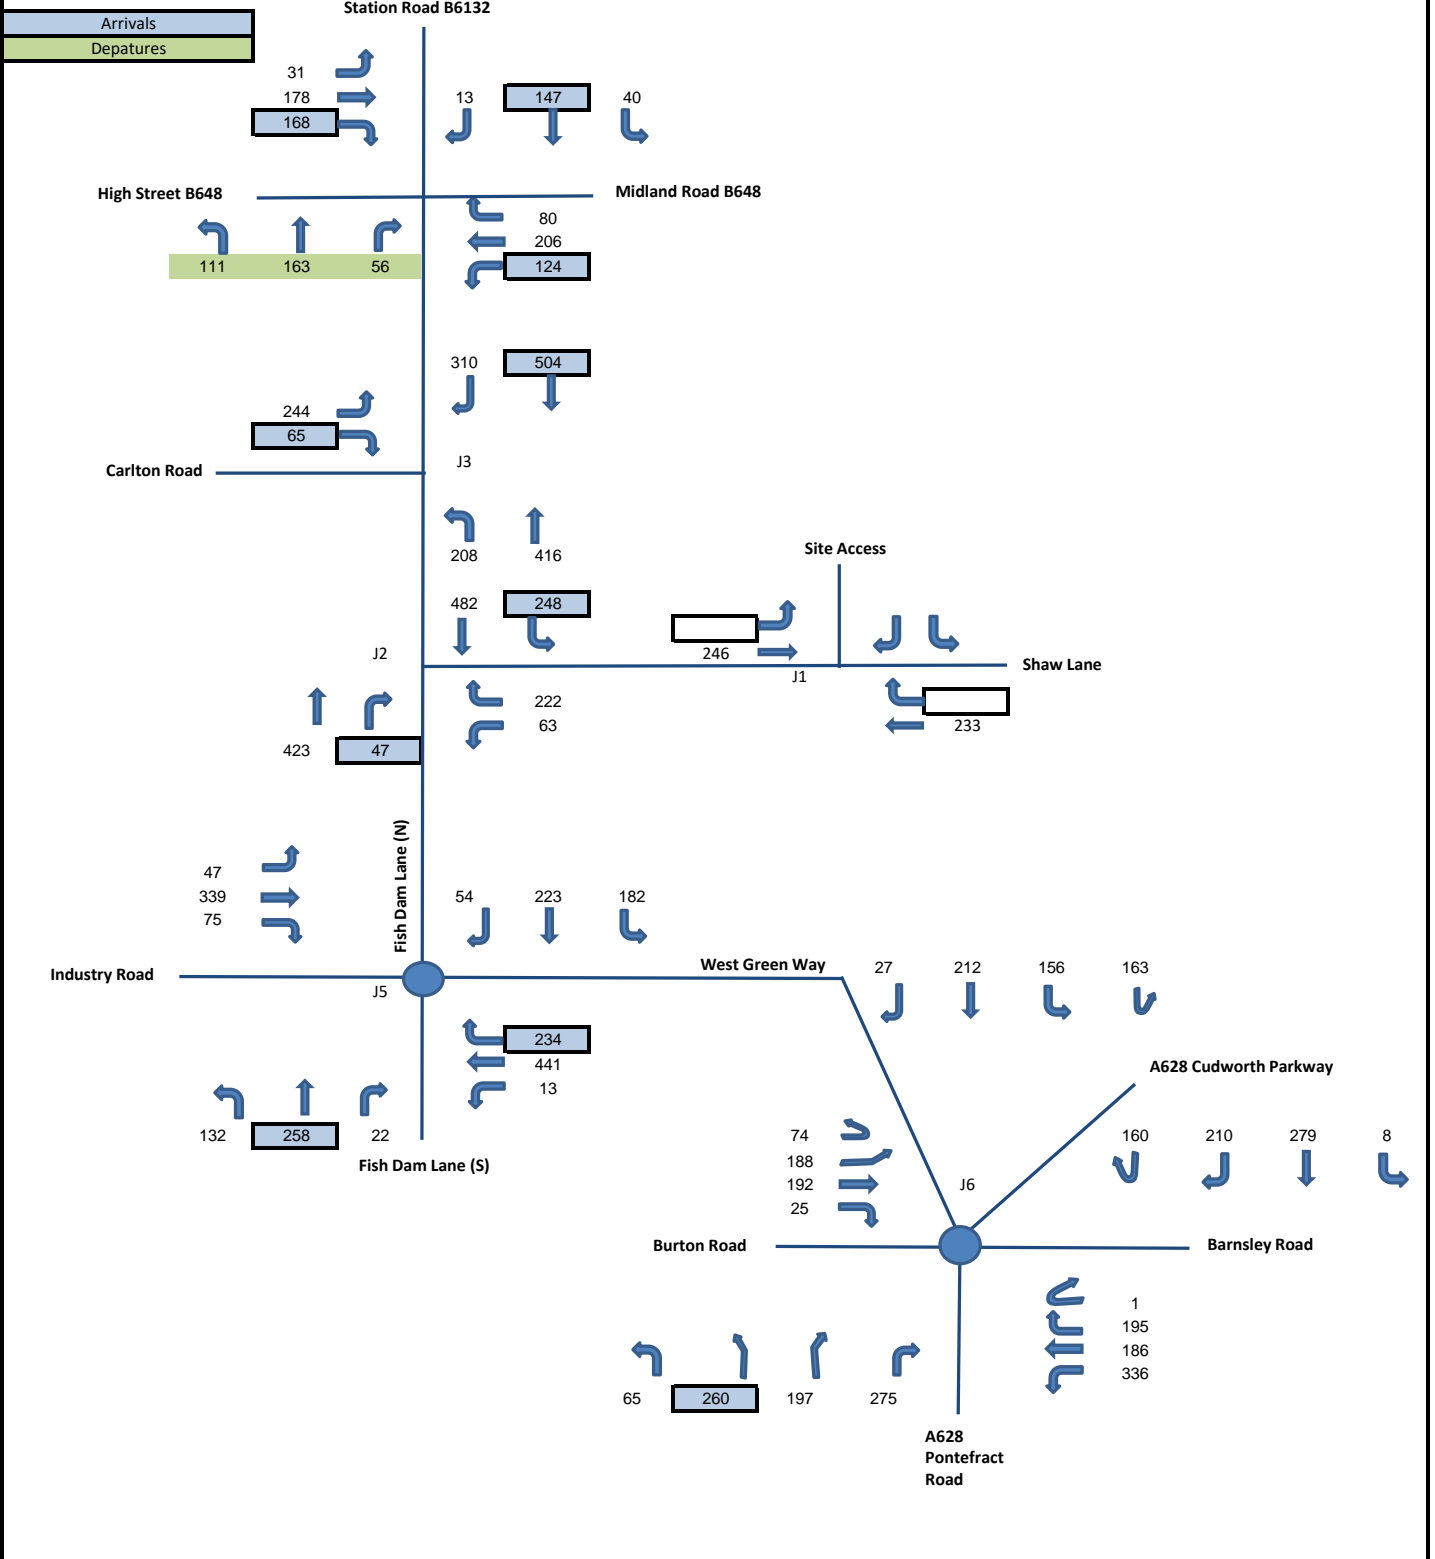 Station Road B6132
Arrivals
Depatures
31
178
168
13 147 40
High Street B648
Midland Road B648
80
206
124
111 163 56
310 504
244
65
Carlton Road
J3
208 416
Site Access
482 248
246
J2
J1
Shaw Lane
222
63
233
423 47
Fish Dam Lane (N)
47
339
75
54 223 182
Industry Road
J5
West Green Way
27 212 156 163
234
441
13
A628 Cudworth Parkway
132 258 22
Fish Dam Lane (S)
74
188
192
25
160 210 279 8
J6
Burton Road
Barnsley Road
1
195
186
336
65 260 197 275
A628
Pontefract
Road